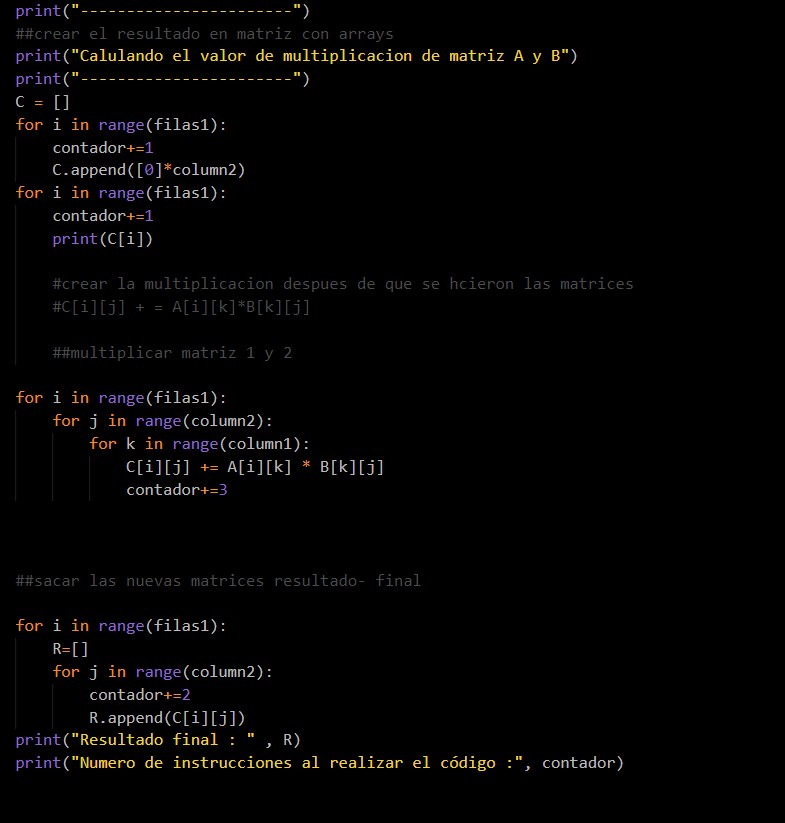 print("-----------------------")
##crear el resultado en matriz con arrays
print("Calulando el valor de multiplicacion de matriz A y B")
print("-----------------------")
C = []
for i in range(filas1):
    contador+=1
    C.append([0]*column2)
for i in range(filas1):
    contador+=1
    print(C[i])
    #crear la multiplicacion despues de que se hcieron las matrices
    #C[i][j] + = A[i][k]*B[k][j]
    ##multiplicar matriz 1 y 2
for i in range(filas1):
    for j in range(column2):
        for k in range(column1):
            C[i][j] += A[i][k] * B[k][j]
            contador+=3
##sacar las nuevas matrices resultado- final
for i in range(filas1):
    R=[]
    for j in range(column2):
        contador+=2
        R.append(C[i][j])
print("Resultado final : " , R)
print("Numero de instrucciones al realizar el código :", contador)